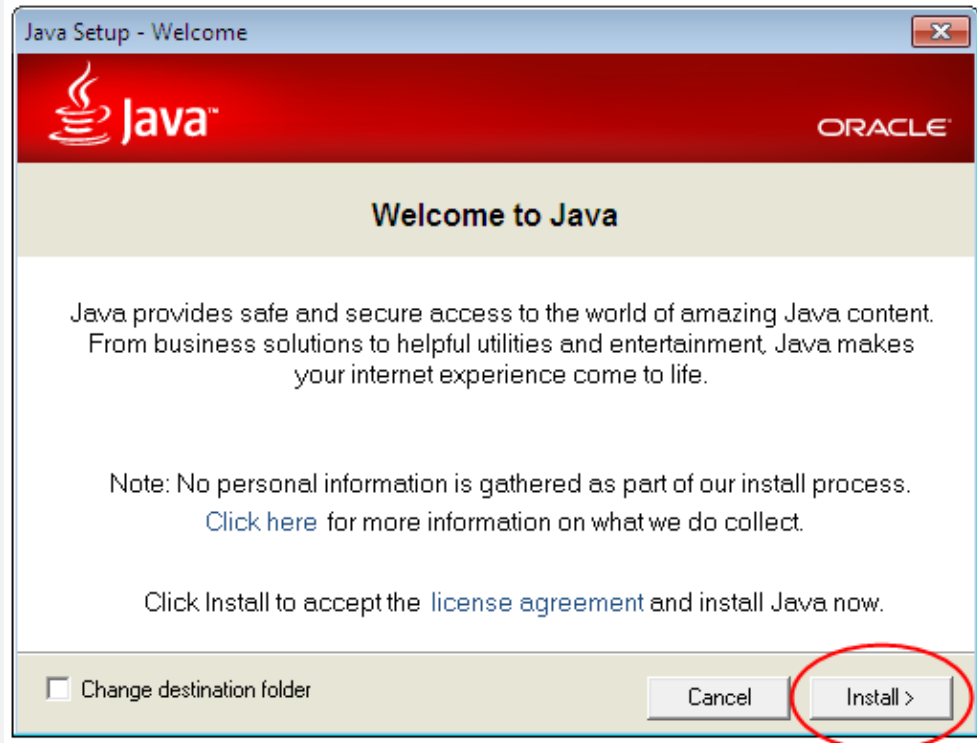 Java Setup - Welcome
Java™
ORACLE®
Welcome to Java
Java provides safe and secure access to the world of amazing Java content.
From business solutions to helpful utilities and entertainment, Java makes
your internet experience come to life.
Note: No personal information is gathered as part of our install process.
Click here for more information on what we do collect.
Click Install to accept the license agreement and install Java now.
Change destination folder
Cancel
Install >